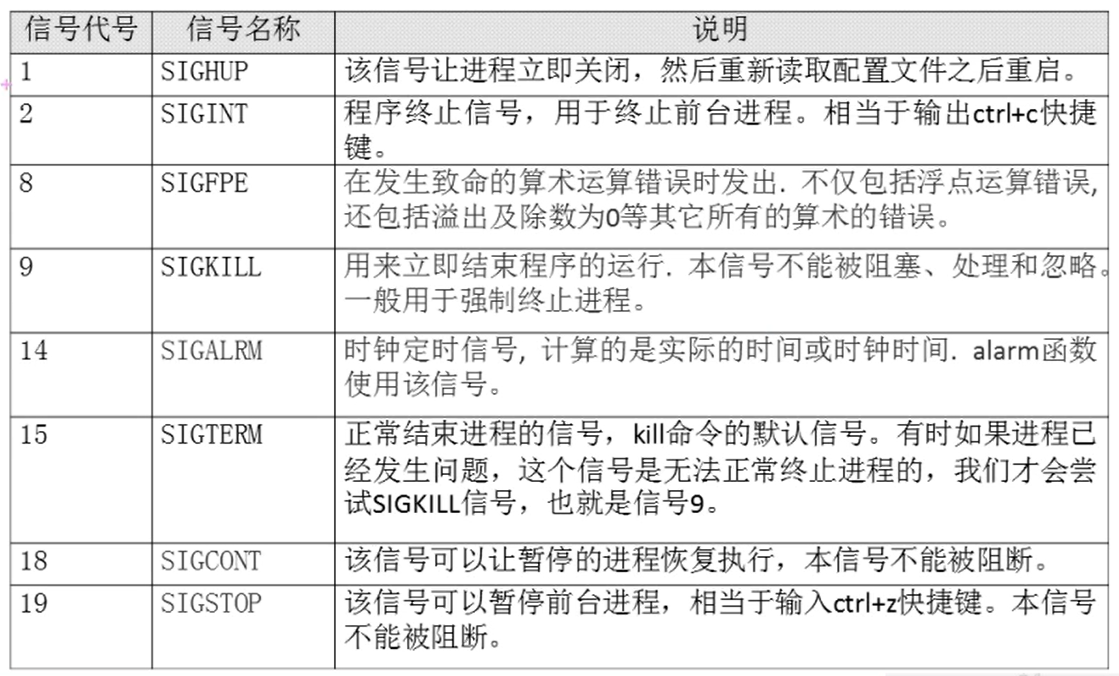 信号代号 信号名称 说明
1 SIGHUP 该信号让进程立即关闭，然后重新读取配置文件之后重启。
2 SIGINT 程序终止信号，用于终止前台进程。相当于输出ctrl+c快捷
键。
8 SIGFPE 在发生致命的算术运算错误时发出. 不仅包括浮点运算错误,
还包括溢出及除数为0等其它所有的算术的错误。
9 SIGKILL 用来立即结束程序的运行. 本信号不能被阻塞、处理和忽略。
一般用于强制终止进程。
14 SIGALRM 时钟定时信号, 计算的是实际的时间或时钟时间. alarm函数
使用该信号。
15 SIGTERM 正常结束进程的信号，kill命令的默认信号。有时如果进程已
经发生问题，这个信号是无法正常终止进程的，我们才会尝
试SIGKILL信号，也就是信号9。
18 SIGCONT 该信号可以让暂停的进程恢复执行，本信号不能被阻断。
19 SIGSTOP 该信号可以暂停前台进程，相当于输入ctrl+z快捷键。本信号
不能被阻断。